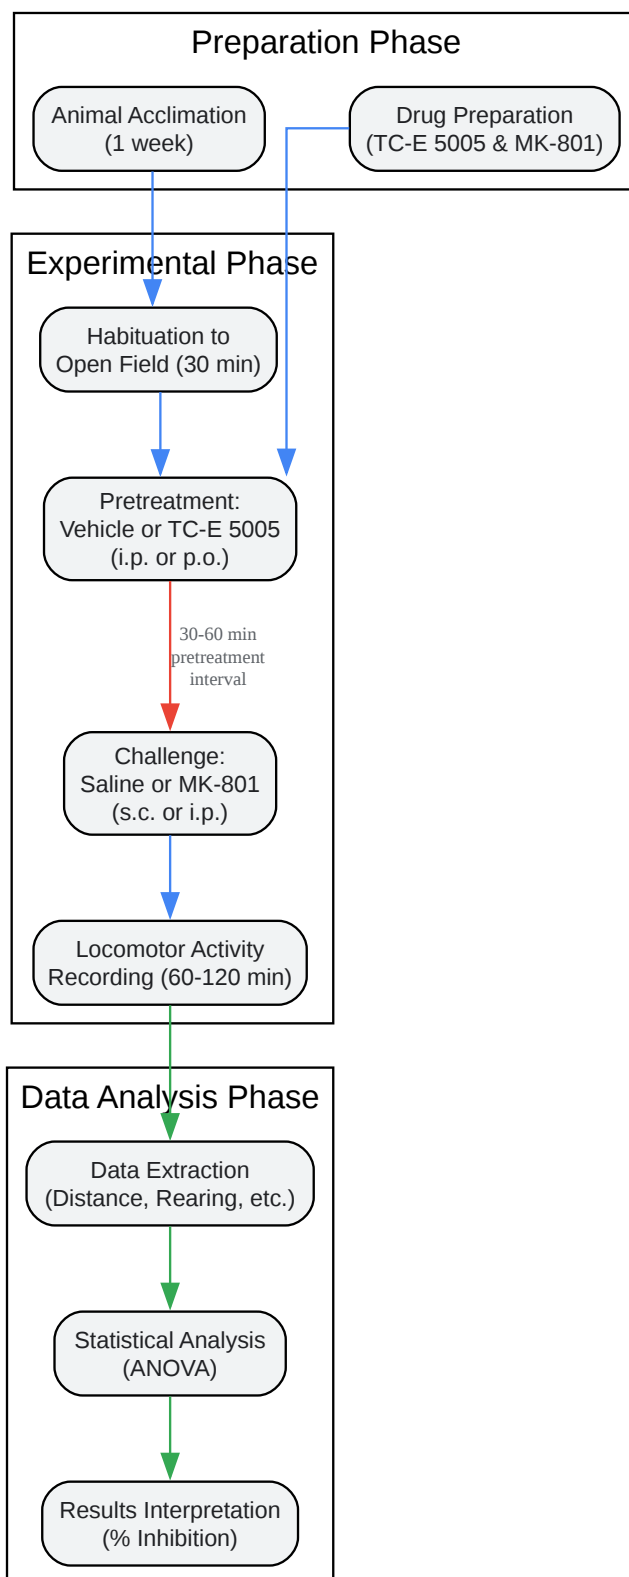 Preparation Phase
Animal Acclimation
(1 week)
Drug Preparation
(TC-E 5005 & MK-801)
Experimental Phase
Habituation to
Open Field (30 min)
Pretreatment:
Vehicle or TC-E 5005
(i.p. or p.o.)
30-60 min
pretreatment
interval
Challenge:
Saline or MK-801
(s.c. or i.p.)
Locomotor Activity
Recording (60-120 min)
Data Analysis Phase
Data Extraction
(Distance, Rearing, etc.)
Statistical Analysis
(ANOVA)
Results Interpretation
(% Inhibition)